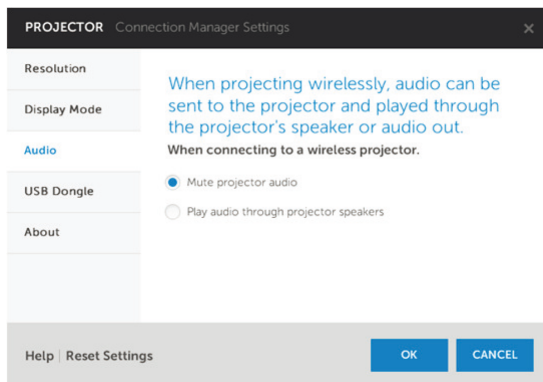 PROJECTOR Connection Manager Settings
Resolution
Display Mode
Audio
USB Dongle
About
When projecting wirelessly, audio can be
sent to the projector and played through
the projector's speaker or audio out.
When connecting to a wireless projector.
Mute projector audio
Play audio through projector speakers
Help | Reset Settings
OK
CANCEL